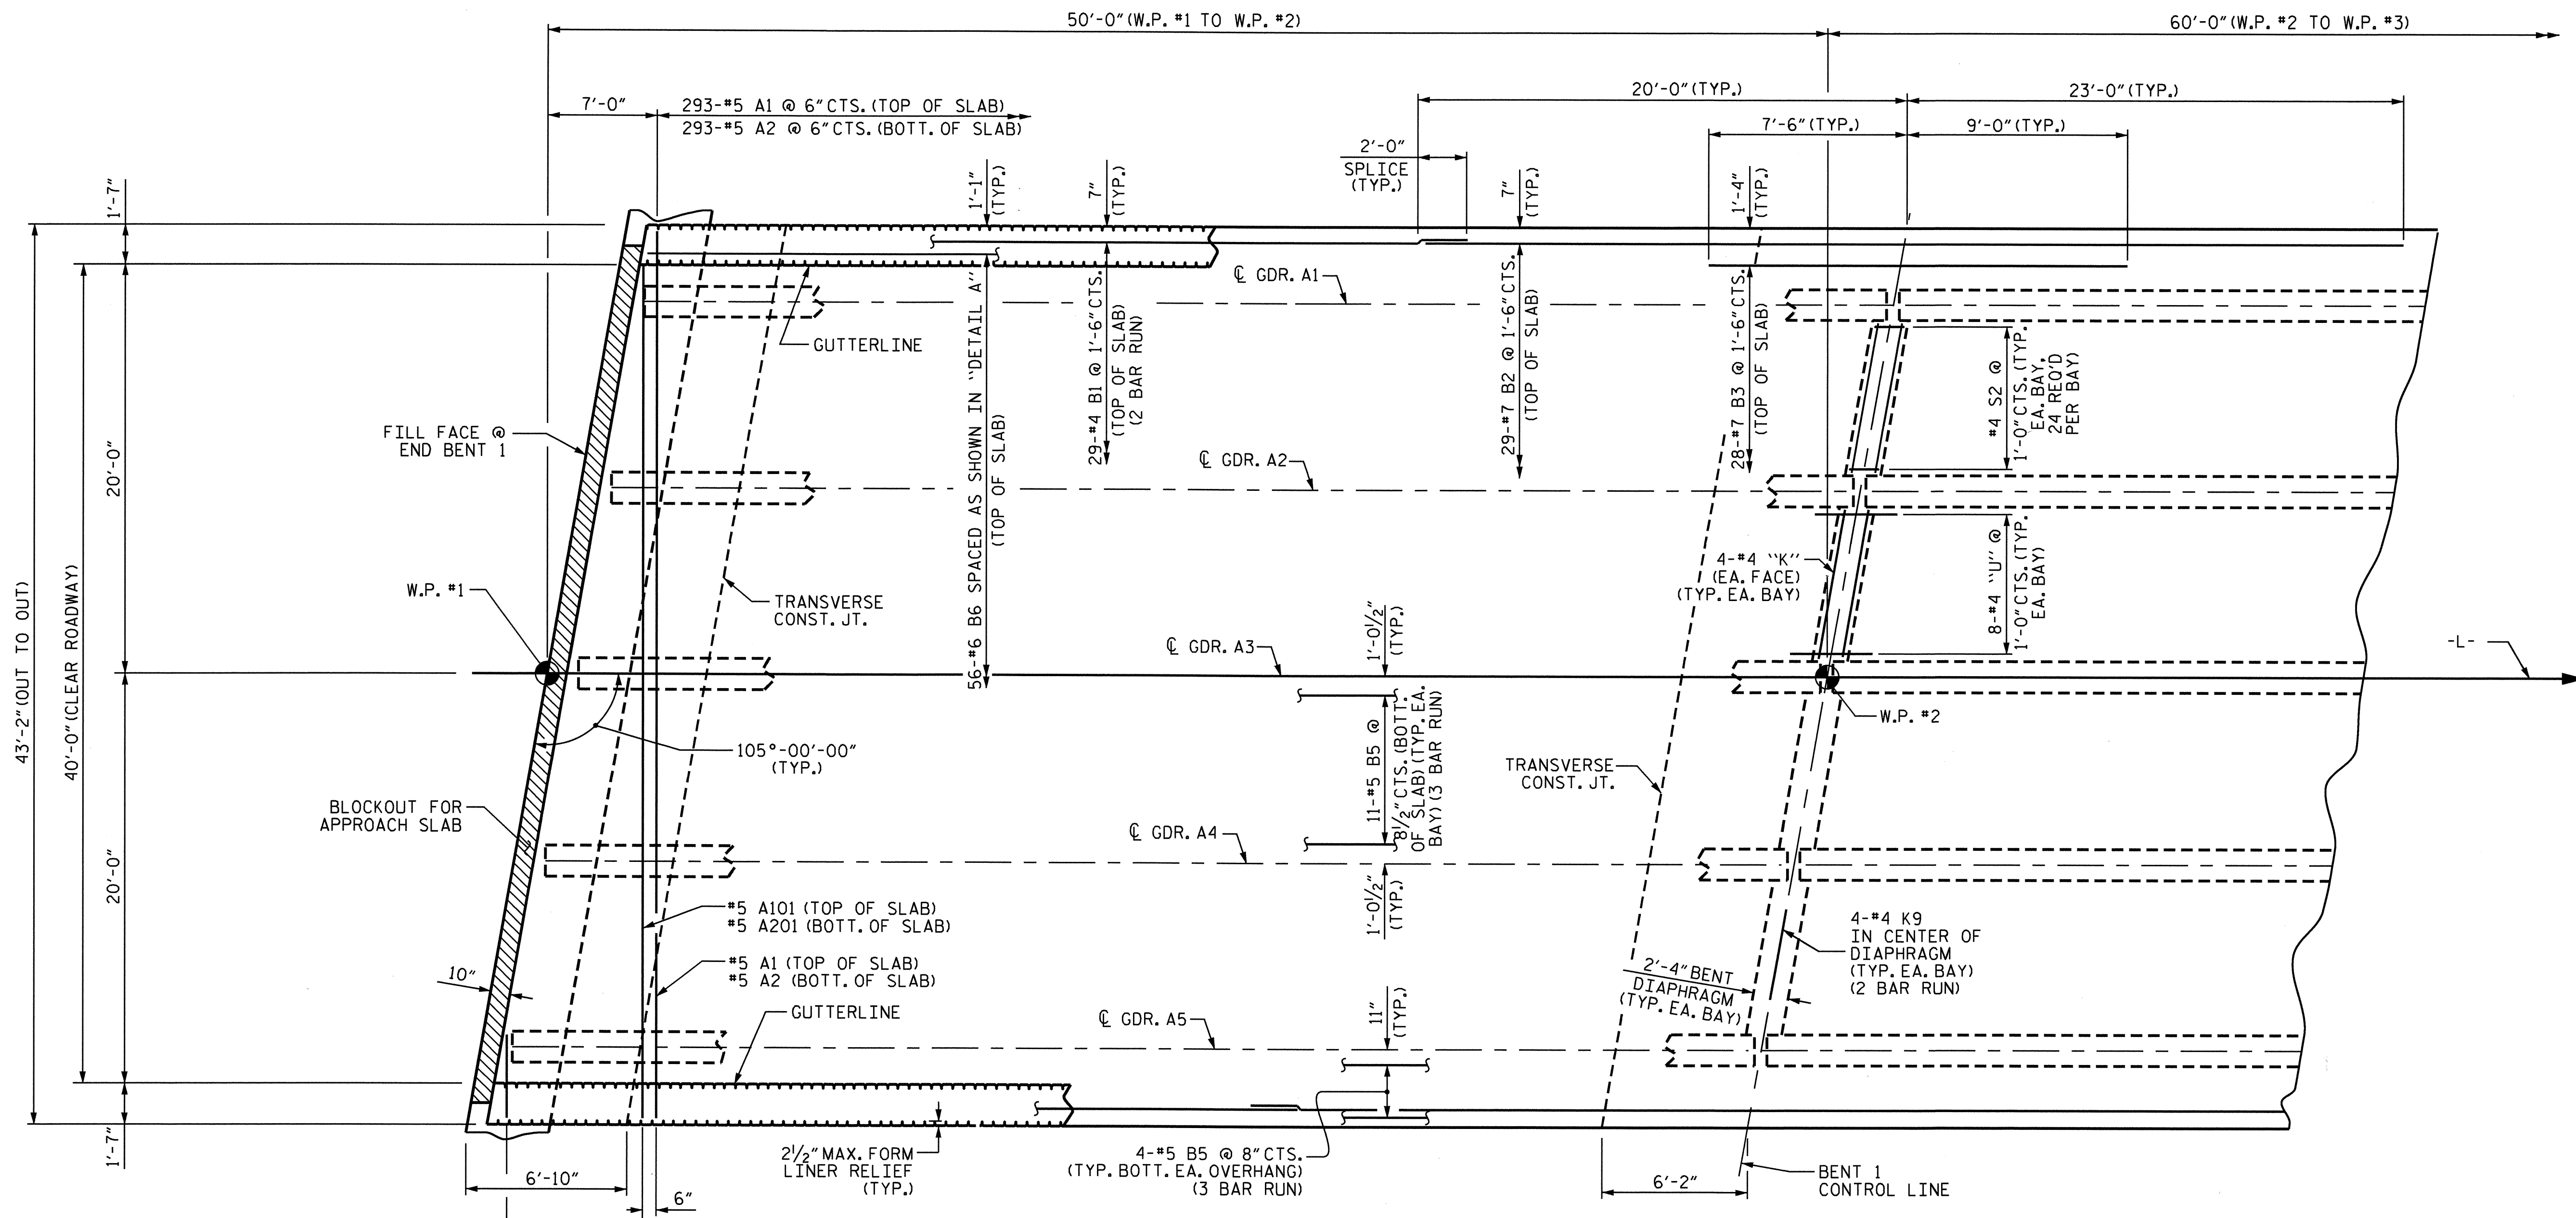 50'-0" (W.P. #1 TO W.P. #2)
60'-0" (W.P. #2 TO W.P. #3)
7'-0"
293-#5 A1 @ 6" CTS. (TOP OF SLAB)
293-#5 A2 @ 6" CTS. (BOTT. OF SLAB)
20'-0" (TYP.)
23'-0" (TYP.)
7'-6" (TYP.)
9'-0" (TYP.)
2'-0"
SPLICE
(TYP.)
1'-7"
1'-1"
(TYP.)
7"
(TYP.)
7"
(TYP.)
1'-4"
(TYP.)
℄ GDR. A1
GUTTERLINE
56-#6 B6 SPACED AS SHOWN IN "DETAIL A"
(TOP OF SLAB)
29-#4 B1 @ 1'-6" CTS.
(TOP OF SLAB)
(2 BAR RUN)
29-#7 B2 @ 1'-6" CTS.
(TOP OF SLAB)
28-#7 B3 @ 1'-6" CTS.
(TOP OF SLAB)
#4 S2 @
1'-0" CTS. (TYP.
EA. BAY,
24 REQ'D
PER BAY)
FILL FACE @
END BENT 1
20'-0"
℄ GDR. A2
43'-2" (OUT TO OUT)
40'-0" (CLEAR ROADWAY)
W.P. #1
TRANSVERSE
CONST. JT.
4-#4 "K"
(EA. FACE)
(TYP. EA. BAY)
8-#4 "U" @
1'-0" CTS. (TYP.
EA. BAY)
℄ GDR. A3
1'-0 1/2"
(TYP.)
-L-
W.P. #2
105°-00'-00"
(TYP.)
11-#5 B5 @
8 1/2" CTS. (BOTT.
OF SLAB) (TYP. EA.
BAY) (3 BAR RUN)
TRANSVERSE
CONST. JT.
BLOCKOUT FOR
APPROACH SLAB
℄ GDR. A4
20'-0"
1'-0 1/2"
(TYP.)
#5 A101 (TOP OF SLAB)
#5 A201 (BOTT. OF SLAB)
#5 A1 (TOP OF SLAB)
#5 A2 (BOTT. OF SLAB)
4-#4 K9
IN CENTER OF
DIAPHRAGM
(TYP. EA. BAY)
(2 BAR RUN)
2'-4" BENT
DIAPHRAGM
(TYP. EA. BAY)
10"
GUTTERLINE
℄ GDR. A5
11"
(TYP.)
1'-7"
2 1/2" MAX. FORM
LINER RELIEF
(TYP.)
4-#5 B5 @ 8" CTS.
(TYP. BOTT. EA. OVERHANG)
(3 BAR RUN)
6'-10"
6"
6'-2"
BENT 1
CONTROL LINE